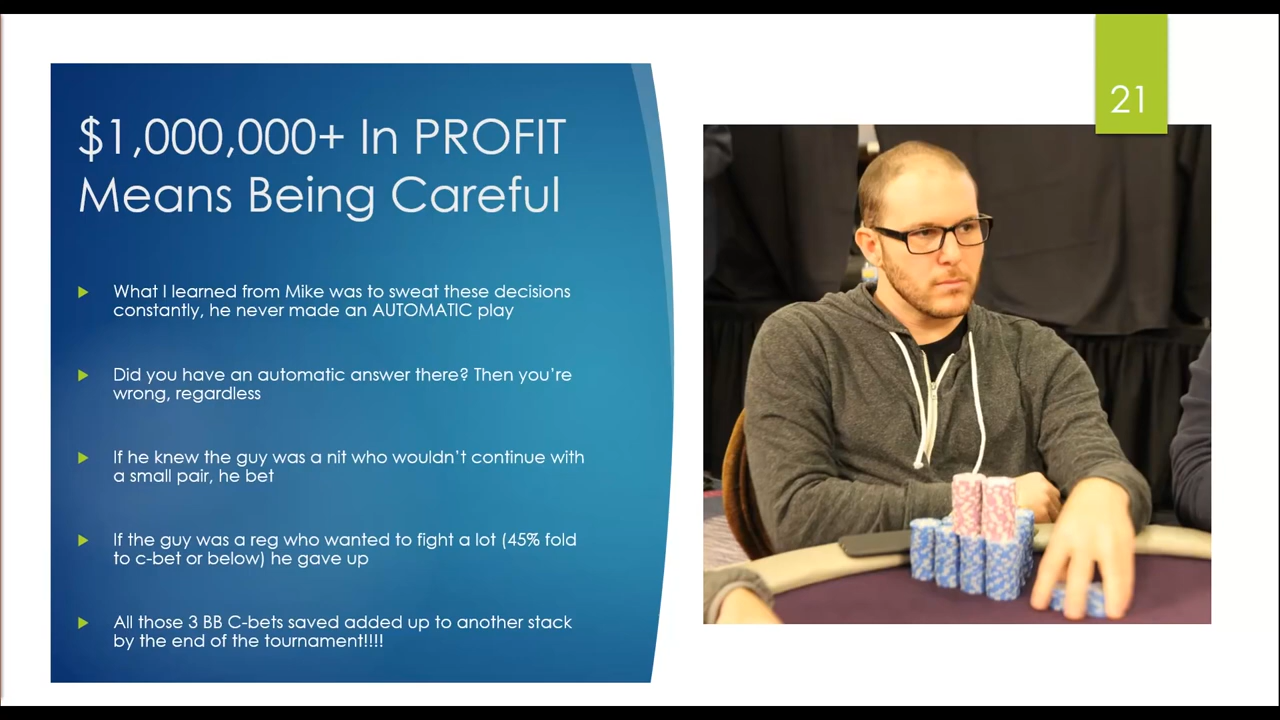 21
$1,000,000+ In PROFIT
Means Being Careful
What I learned from Mike was to sweat these decisions
constantly, he never made an AUTOMATIC play
Did you have an automatic answer there? Then you're
wrong, regardless
If he knew the guy was a nit who wouldn't continue with
a small pair, he bet
If the guy was a reg who wanted to fight a lot (45% fold
to c-bet or below) he gave up
All those 3 BB C-bets saved added up to another stack
by the end of the tournament!!!!